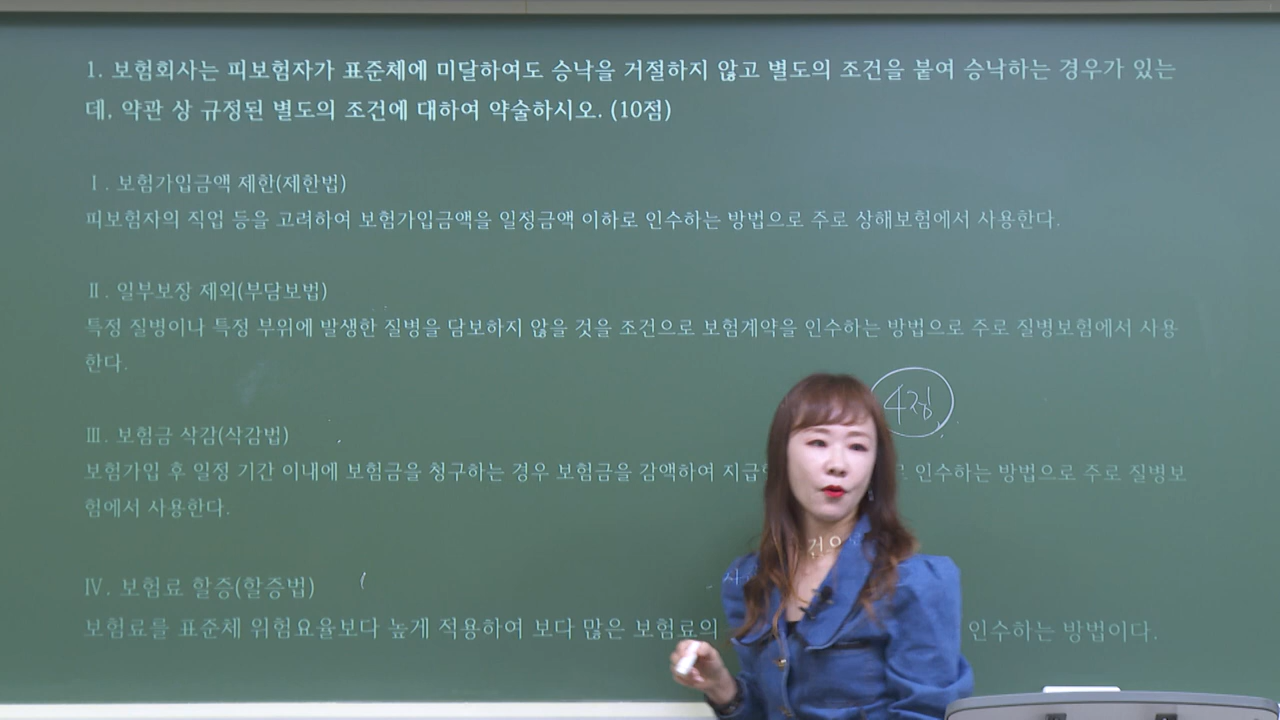 1. 보험회사는 피보험자가 표준체에 미달하여도 승낙을 거절하지 않고 별도의 조건을 붙여 승낙하는 경우가 있는
데, 약관 상 규정된 별도의 조건에 대하여 약술하시오. (10점)
Ⅰ. 보험가입금액 제한(제한법)
피보험자의 직업 등을 고려하여 보험가입금액을 일정금액 이하로 인수하는 방법으로 주로 상해보험에서 사용한다.
Ⅱ. 일부보장 제외(부담보법)
특정 질병이나 특정 부위에 발생한 질병을 담보하지 않을 것을 조건으로 보험계약을 인수하는 방법으로 주로 질병보험에서 사용
한다.
4점
Ⅲ. 보험금 삭감(삭감법)
보험가입 후 일정 기간 이내에 보험금을 청구하는 경우 보험금을 감액하여 인수하는 방법으로 주로 질병보
험에서 사용한다.
건으
Ⅳ. 보험료 할증(할증법) (
보험료를 표준체 위험요율보다 높게 적용하여 보다 많은 보험료의 인수하는 방법이다.